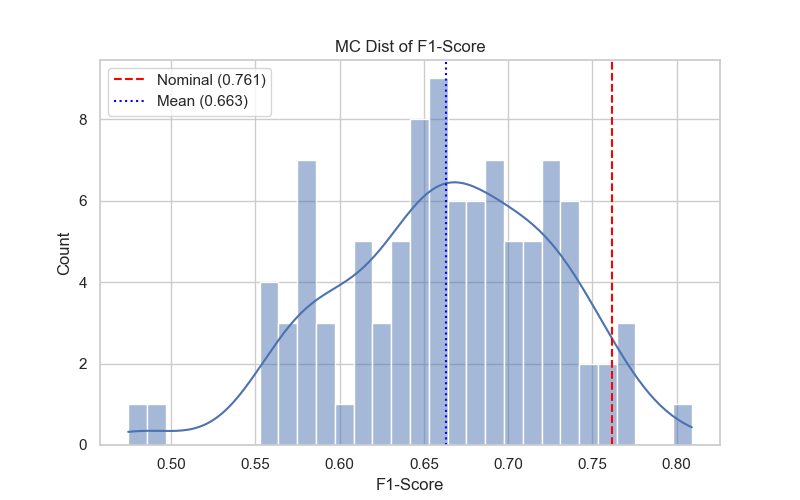 MC Dist of F1-Score
Nominal (0.761)
Mean (0.663)
8
6
4
2
0
Count
0.50 0.55 0.60 0.65 0.70 0.75 0.80
F1-Score